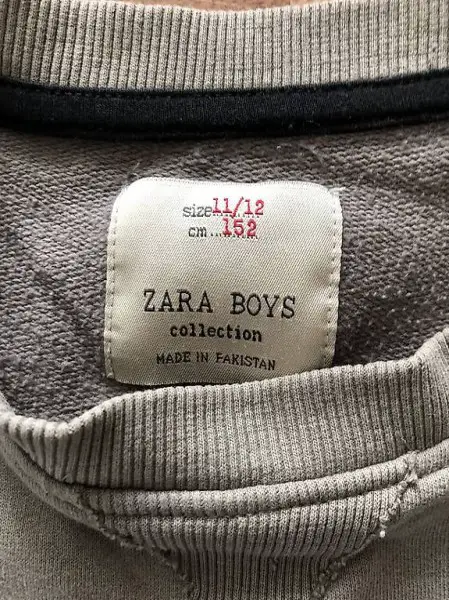 size 11/12
cm ... 152
ZARA BOYS
collection
MADE IN PAKISTAN